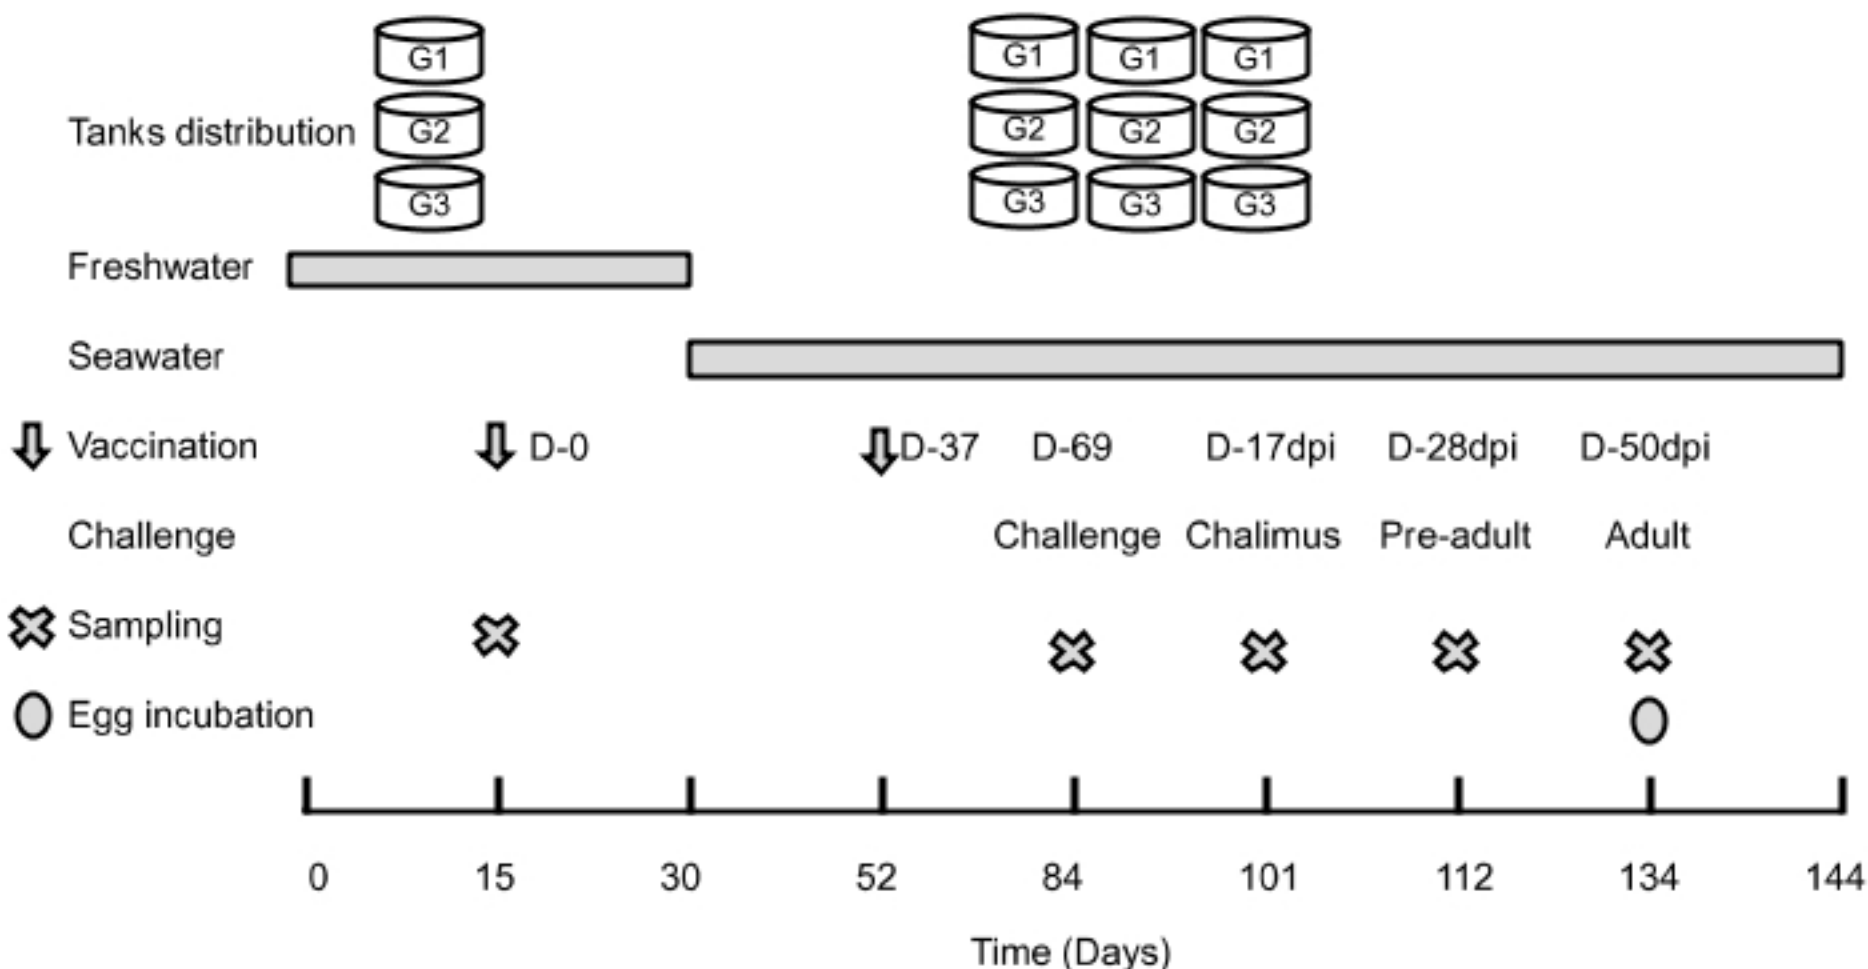 G1 G1 G1 G1
Tanks distribution G2 G2 G2 G2
G3 G3 G3 G3
Freshwater
Seawater
Vaccination D-0 D-37 D-69 D-17dpi D-28dpi D-50dpi
Challenge Challenge Chalimus Pre-adult Adult
Sampling
Egg incubation
0 15 30 52 84 101 112 134 144
Time (Days)